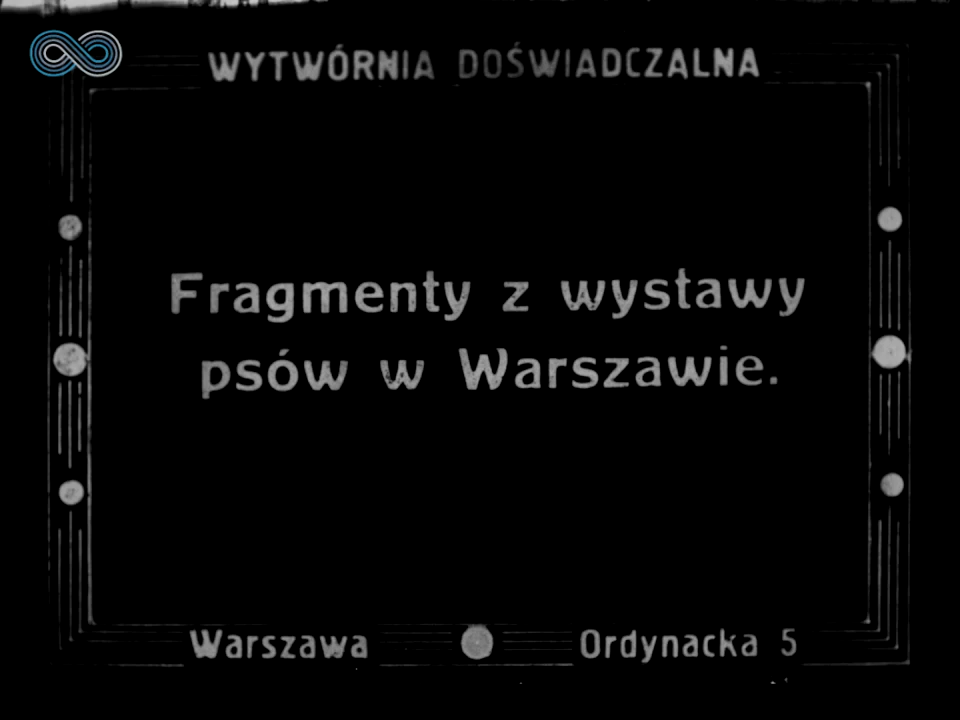 WYTWÓRNIA DOŚWIADCZALNA
Fragmenty z wystawy
psów w Warszawie.
Warszawa
Ordynacka 5